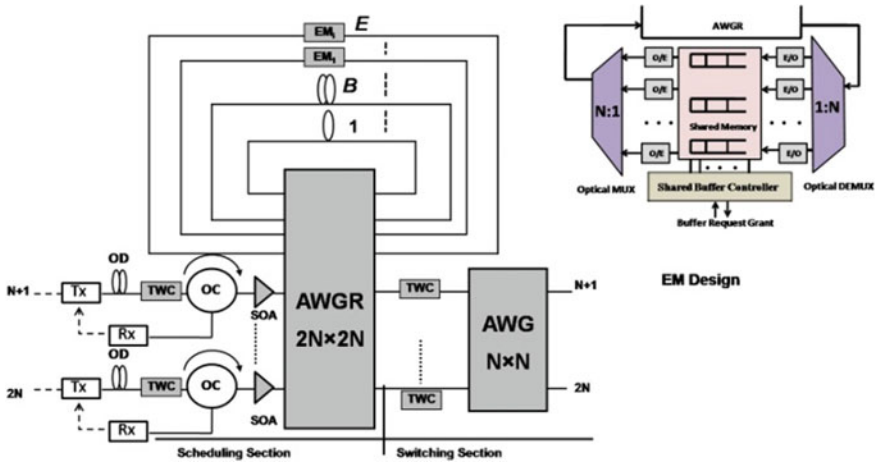 EM₁ E
EM₁
B
1
OD
N+1
Tx
TWC
OC
SOA
Rx
AWGR
2N×2N
TWC
AWG
N×N
N+1
OD
2N
Tx
TWC
OC
SOA
Rx
TWC
2N
Scheduling Section
Switching Section
AWGR
N:1
O/E
O/E
O/E
Shared Memory
E/O
E/O
E/O
1:N
Optical MUX
Shared Buffer Controller
Optical DEMUX
Buffer Request Grant
EM Design